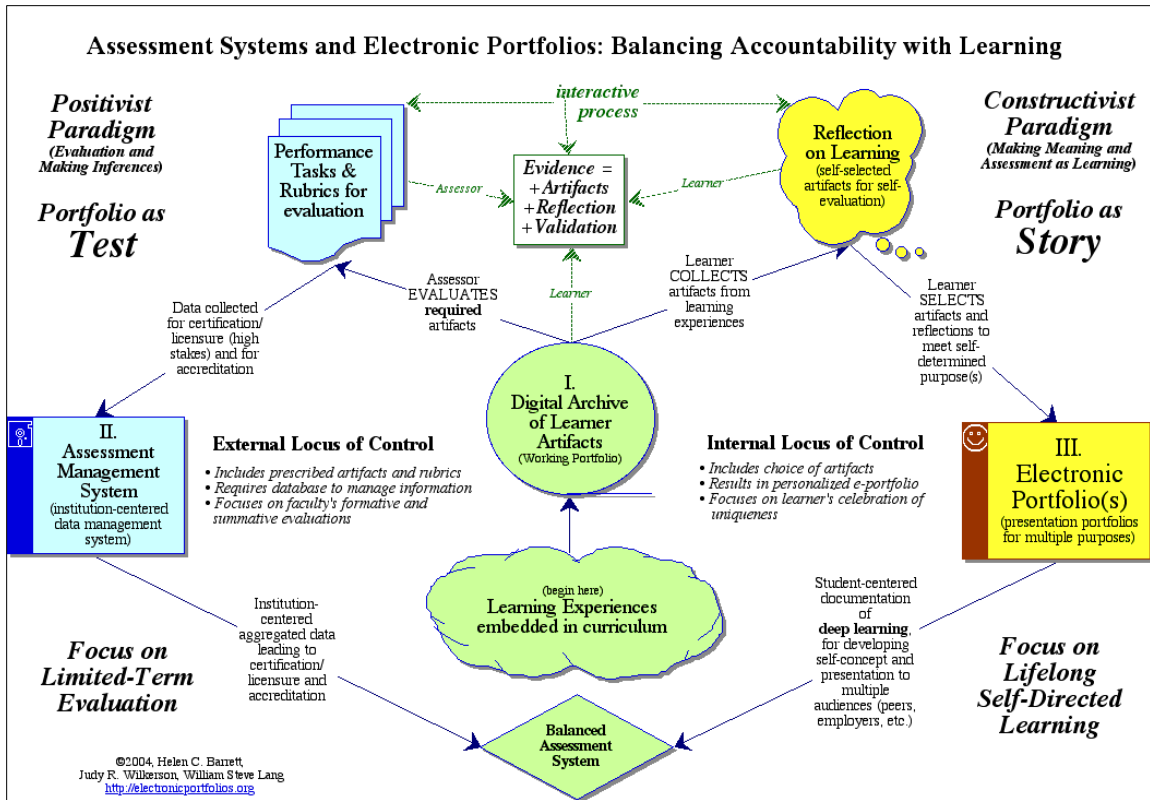 Assessment Systems and Electronic Portfolios: Balancing Accountability with Learning
Positivist
Paradigm
(Evaluation and
Making Inferences)
Portfolio as
Test
Performance
Tasks &
Rubrics for
evaluation
interactive
process
Assessor
Evidence =
+Artifacts
+Reflection
+Validation
Learner
Reflection
on Learning
(self-selected
artifacts for self-
evaluation)
Constructivist
Paradigm
(Making Meaning and
Assessment as Learning)
Portfolio as
Story
Data collected
for certification/
licensure (high
stakes) and for
accreditation
Assessor
EVALUATES
required
artifacts
Learner
Learner
COLLECTS
artifacts from
learning
experiences
Learner
SELECTS
artifacts and
reflections to
meet self-
determined
purpose(s)
II.
Assessment
Management
System
(institution-centered
data management
system)
External Locus of Control
• Includes prescribed artifacts and rubrics
• Requires database to manage information
• Focuses on faculty's formative and
summative evaluations
I.
Digital Archive
of Learner
Artifacts
(Working Portfolio)
Internal Locus of Control
• Includes choice of artifacts
• Results in personalized e-portfolio
• Focuses on learner's celebration of
uniqueness
III.
Electronic
Portfolio(s)
(presentation portfolios
for multiple purposes)
(begin here)
Learning Experiences
embedded in curriculum
Institution-
centered
aggregated data
leading to
certification/
licensure and
accreditation
Student-centered
documentation
of
deep learning,
for developing
self-concept and
presentation to
multiple
audiences (peers,
employers, etc.)
Focus on
Limited-Term
Evaluation
Focus on
Lifelong
Self-Directed
Learning
Balanced
Assessment
System
©2004, Helen C. Barrett,
Judy R. Wilkerson, William Steve Lang
http://electronicportfolios.org